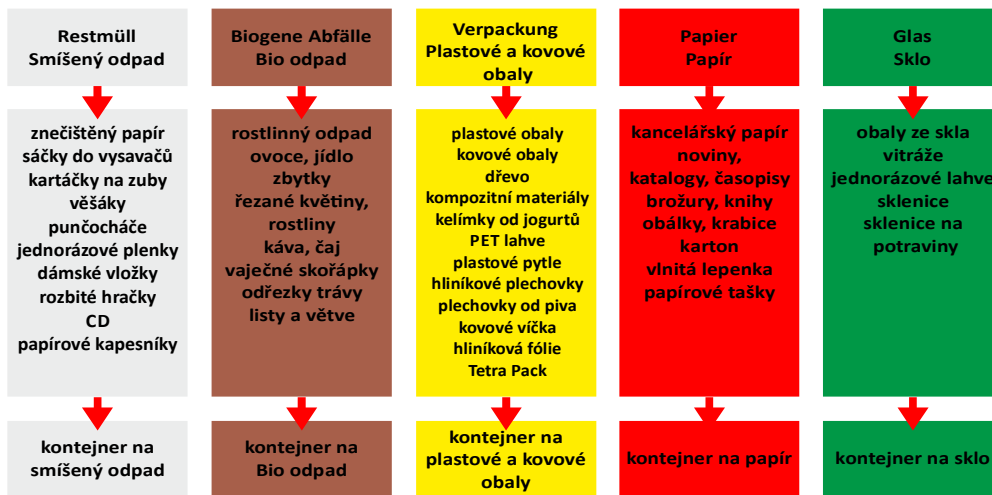 Restmüll
Smíšený odpad
znečištěný papír
sáčky do vysavačů
kartáčky na zuby
věšáky
punčocháče
jednorázové plenky
dámské vložky
rozbité hračky
CD
papírové kapesníky
kontejner na
smíšený odpad
Biogene Abfälle
Bio odpad
rostlinný odpad
ovoce, jídlo
zbytky
řezané květiny,
rostliny
káva, čaj
vaječné skořápky
odřezky trávy
listy a větve
kontejner na
Bio odpad
Verpackung
Plastové a kovové
obaly
plastové obaly
kovové obaly
dřevo
kompozitní materiály
kelímky od jogurtů
PET lahve
plastové pytle
hliníkové plechovky
plechovky od piva
kovové víčka
hliníková fólie
Tetra Pack
kontejner na
plastové a kovové
obaly
Papier
Papír
kancelářský papír
noviny,
katalogy, časopisy
brožury, knihy
obálky, krabice
karton
vlnitá lepenka
papírové tašky
kontejner na papír
Glas
Sklo
obaly ze skla
vitráže
jednorázové lahve
sklenice
sklenice na
potraviny
kontejner na sklo